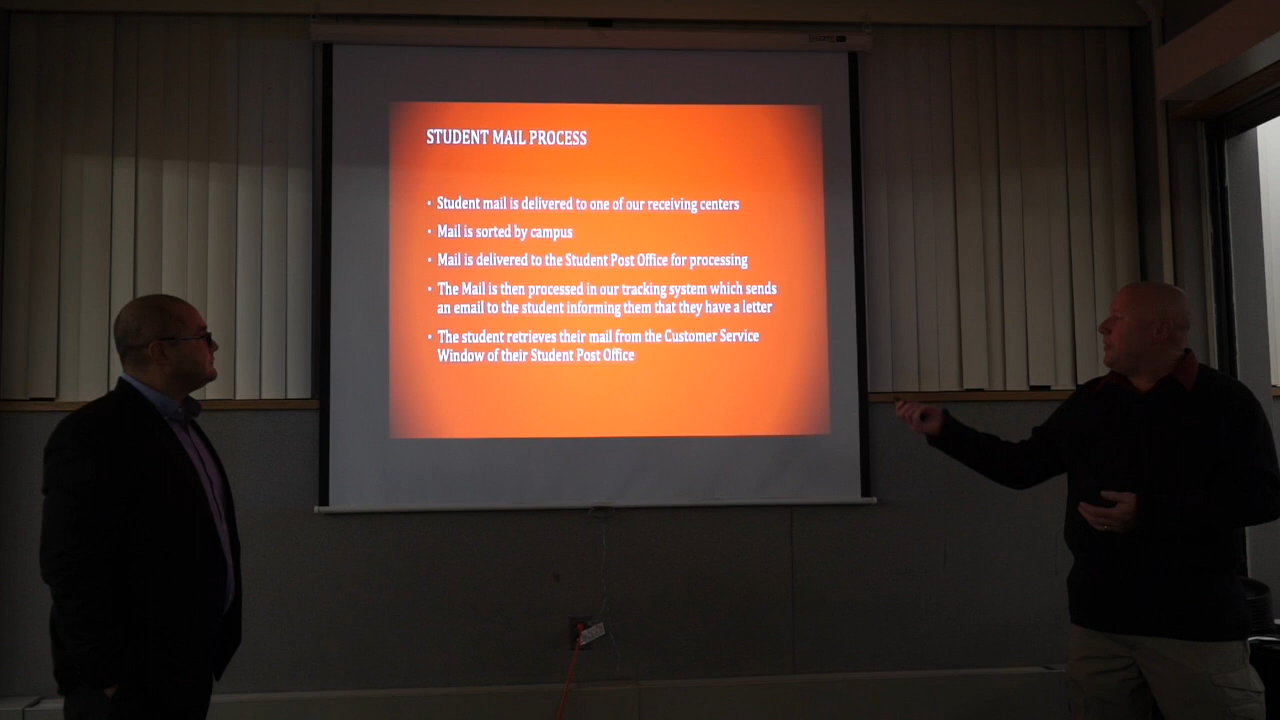 STUDENT MAIL PROCESS
• Student mail is delivered to one of our receiving centers
• Mail is sorted by campus
• Mail is delivered to the Student Post Office for processing
• The Mail is then processed in our tracking system which sends
an email to the student informing them that they have a letter
• The student retrieves their mail from the Customer Service
Window of their Student Post Office